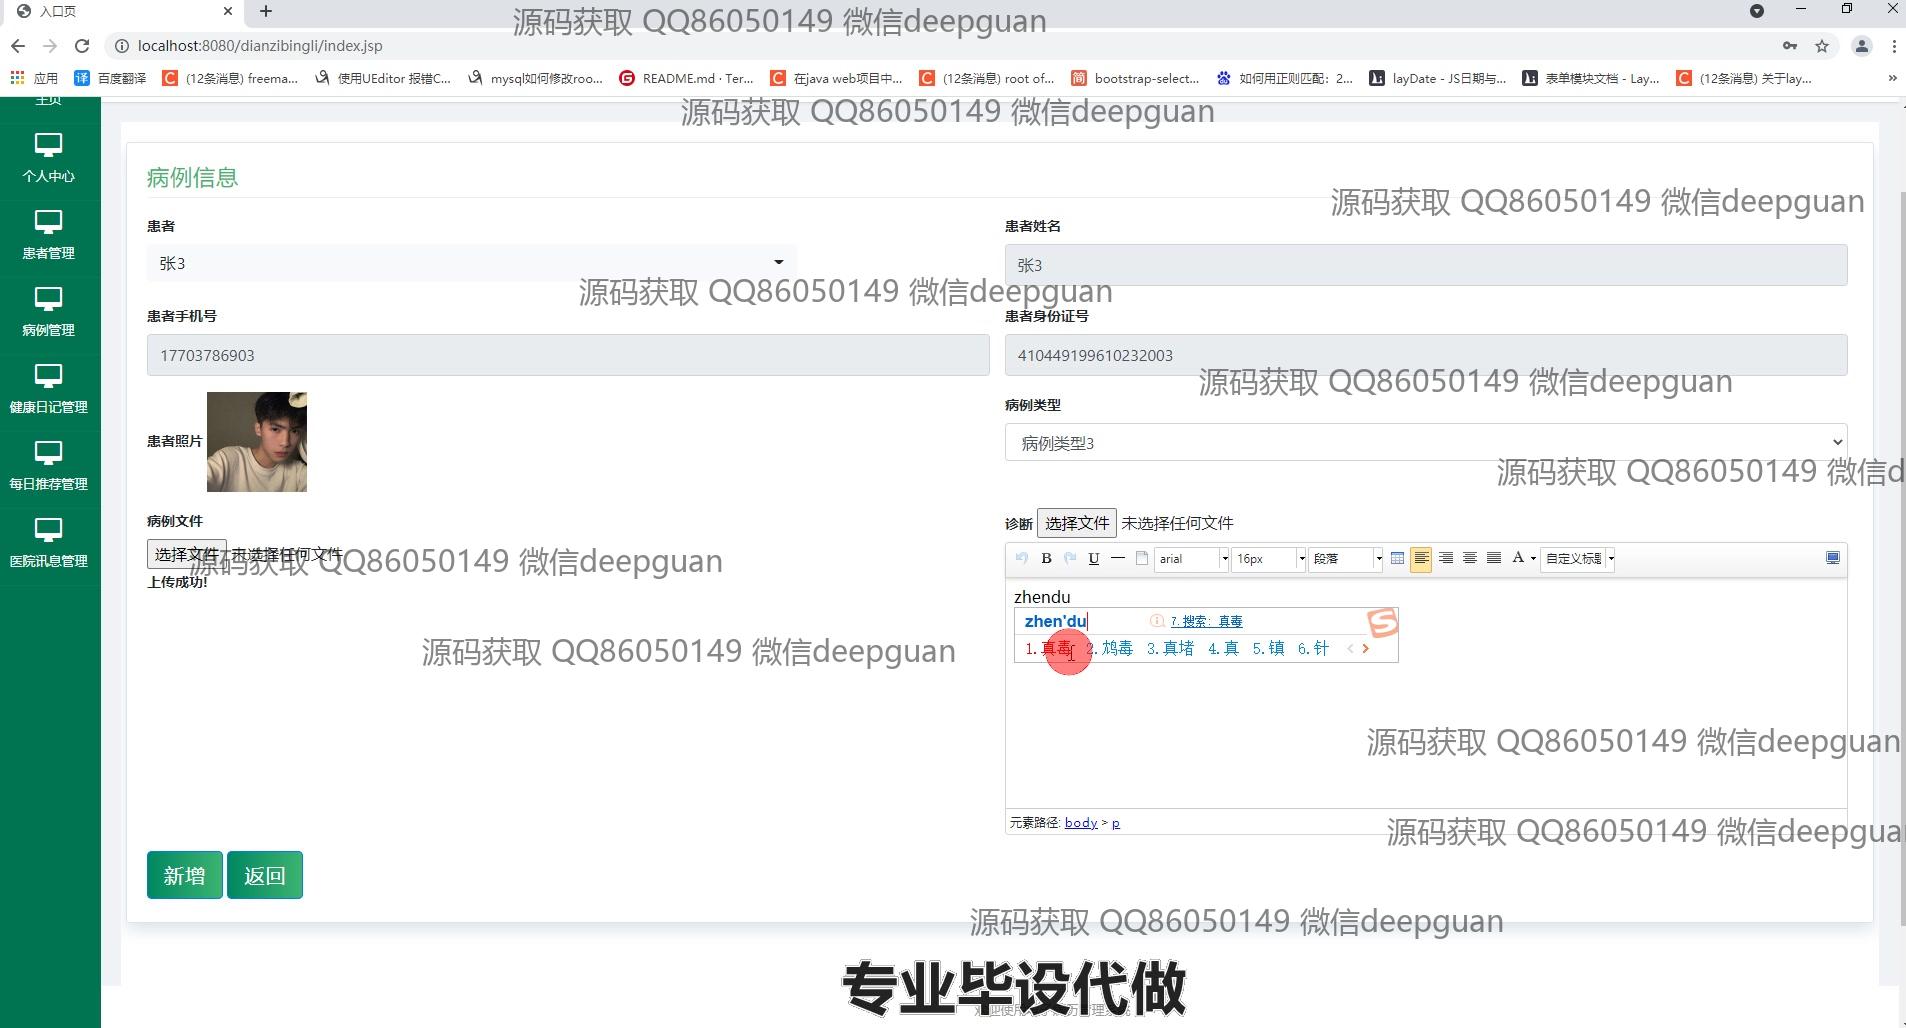 入口页
源码获取 QQ86050149 微信deepguan
localhost:8080/dianzibingli/index.jsp
应用 百度翻译 (12条消息) freema... 使用UEditor 报错C... mysql如何修改roo... README.md · Ter... 在java web项目中... (12条消息) root of... bootstrap-select... 如何用正则匹配：2... layDate - JS日期与... 表单模块文档 - Lay... (12条消息) 关于lay... »
主页
源码获取 QQ86050149 微信deepguan
个人中心
病例信息
源码获取 QQ86050149 微信deepguan
患者
患者姓名
患者管理
张3
张3
源码获取 QQ86050149 微信deepguan
患者手机号
患者身份证号
病例管理
17703786903
410449199610232003
源码获取 QQ86050149 微信deepguan
健康日记管理
病例类型
患者照片
病例类型3
源码获取 QQ86050149 微信d
每日推荐管理
病例文件
诊断 选择文件 未选择任何文件
选择文件 未选择任何文件
源码获取 QQ86050149 微信deepguan
医院讯息管理
B U arial 16px 段落 A 自定义标题
上传成功!
zhendu
zhen'du 7.搜索：真毒
1.真毒 2.鸩毒 3.真堵 4.真 5.镇 6.针
源码获取 QQ86050149 微信deepguan
源码获取 QQ86050149 微信deepguan
元素路径: body > p
源码获取 QQ86050149 微信deepgua
新增 返回
源码获取 QQ86050149 微信deepguan
专业毕设代做